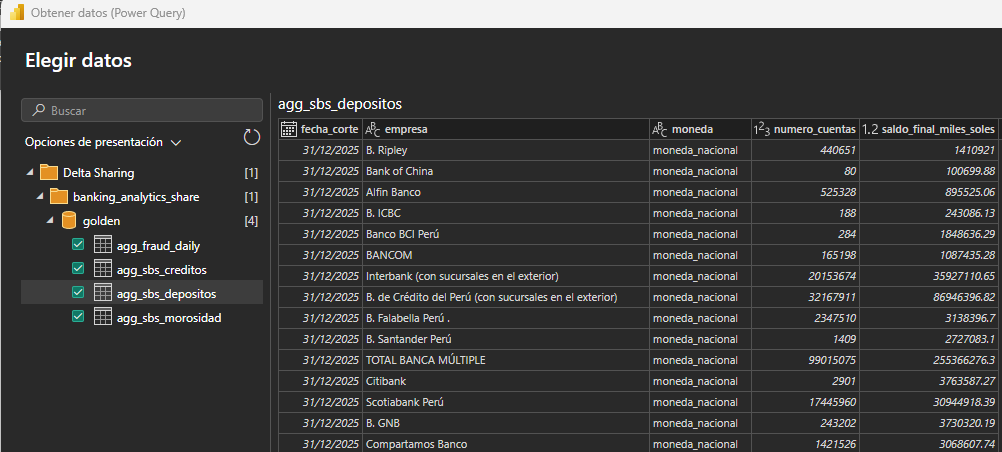 Obtener datos (Power Query)
Elegir datos
Buscar
Opciones de presentación
Delta Sharing [1]
banking_analytics_share [1]
golden [4]
agg_fraud_daily
agg_sbs_creditos
agg_sbs_depositos
agg_sbs_morosidad
agg_sbs_depositos
fecha_corte ABC empresa ABC moneda 123 numero_cuentas 1.2 saldo_final_miles_soles
31/12/2025 B. Ripley moneda_nacional 440651 1410921
31/12/2025 Bank of China moneda_nacional 80 100699.88
31/12/2025 Alfin Banco moneda_nacional 525328 895525.06
31/12/2025 B. ICBC moneda_nacional 188 243086.13
31/12/2025 Banco BCI Perú moneda_nacional 284 1848636.29
31/12/2025 BANCOM moneda_nacional 165198 1087435.28
31/12/2025 Interbank (con sucursales en el exterior) moneda_nacional 20153674 35927110.65
31/12/2025 B. de Crédito del Perú (con sucursales en el exterior) moneda_nacional 32167911 86946396.82
31/12/2025 B. Falabella Perú . moneda_nacional 2347510 3138396.7
31/12/2025 B. Santander Perú moneda_nacional 1409 2727083.1
31/12/2025 TOTAL BANCA MÚLTIPLE moneda_nacional 99015075 255366276.3
31/12/2025 Citibank moneda_nacional 2901 3763587.27
31/12/2025 Scotiabank Perú moneda_nacional 17445960 30944918.39
31/12/2025 B. GNB moneda_nacional 243202 3730320.19
31/12/2025 Compartamos Banco moneda_nacional 1421526 3068607.74